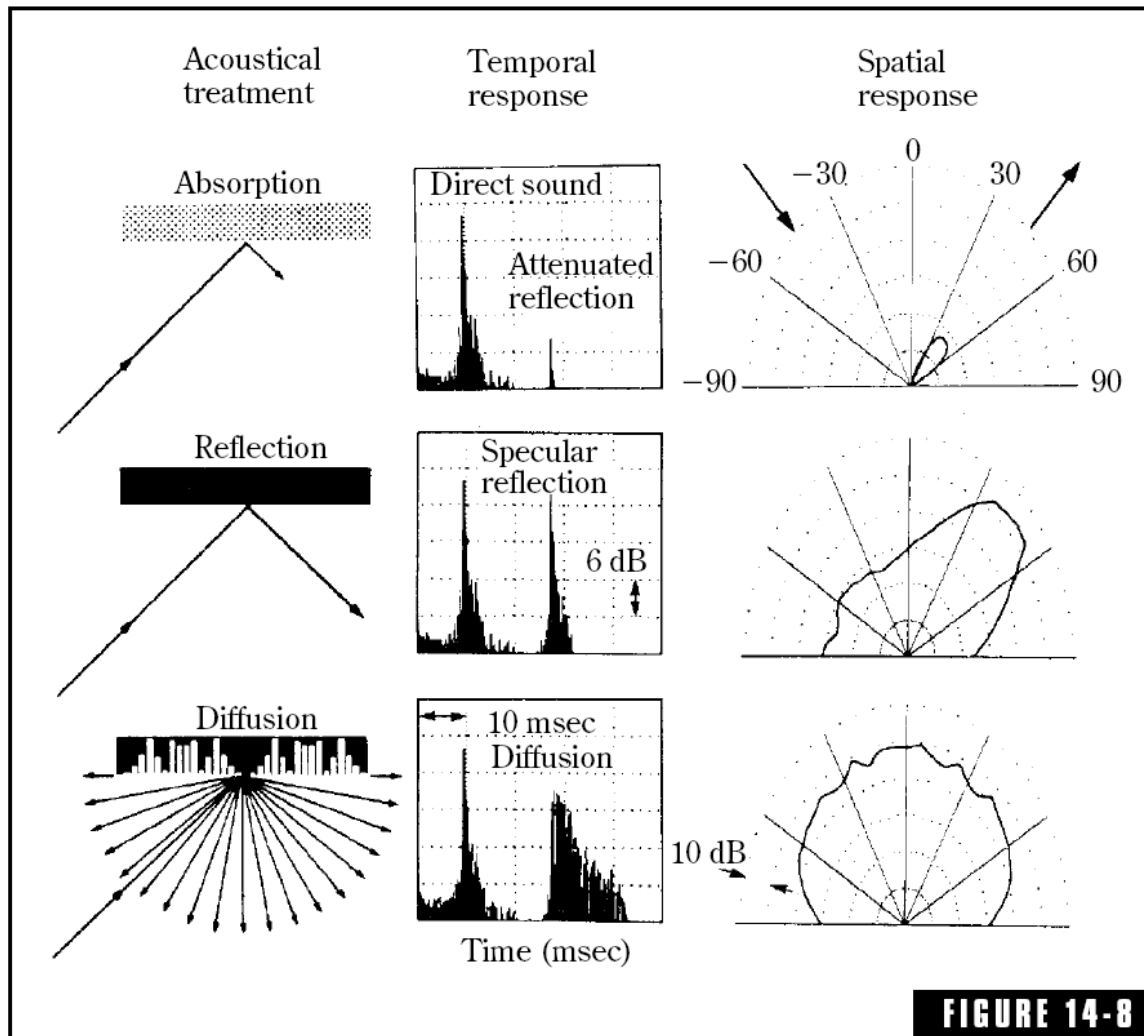 Acoustical
treatment
Temporal
response
Spatial
response
Absorption
Direct sound
Attenuated
reflection
−90
−60
−30
0
30
60
90
Reflection
Specular
reflection
6 dB
Diffusion
10 msec
Diffusion
10 dB
Time (msec)
FIGURE 14-8